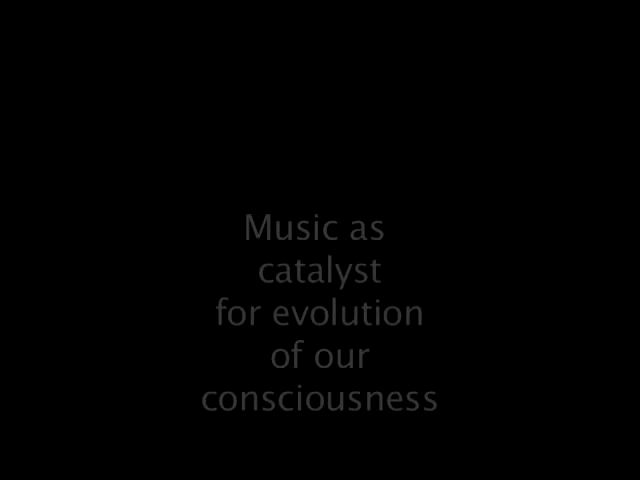 Music as
catalyst
for evolution
of our
consciousness